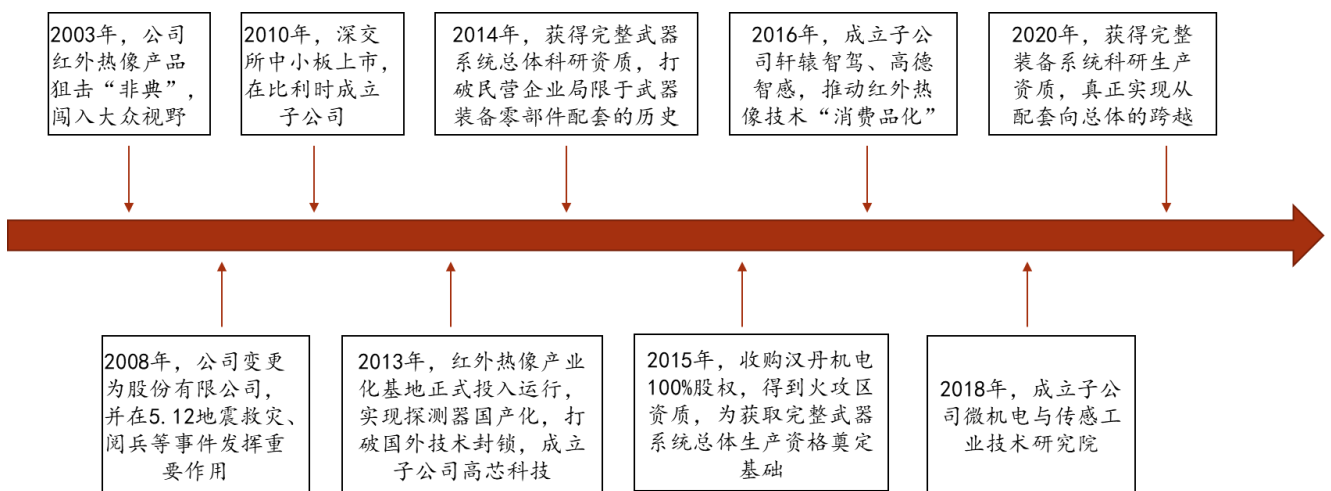 2003年，公司
红外热像产品
狙击“非典”，
闯入大众视野
2010年，深交
所中小板上市，
在比利时成立
子公司
2014年，获得完整武器
系统总体科研资质，打
破民营企业局限于武器
装备零部件配套的历史
2016年，成立子公
司轩辕智驾、高德
智感，推动红外热
像技术“消费品化”
2020年，获得完整
装备系统科研生产
资质，真正实现从
配套向总体的跨越
2008年，公司变更
为股份有限公司，
并在5.12地震救灾、
阅兵等事件发挥重
要作用
2013年，红外热像产业
化基地正式投入运行，
实现探测器国产化，打
破国外技术封锁，成立
子公司高芯科技
2015年，收购汉丹机电
100%股权，得到火攻区
资质，为获取完整武器
系统总体生产资格奠定
基础
2018年，成立子公
司微机电与传感工
业技术研究院